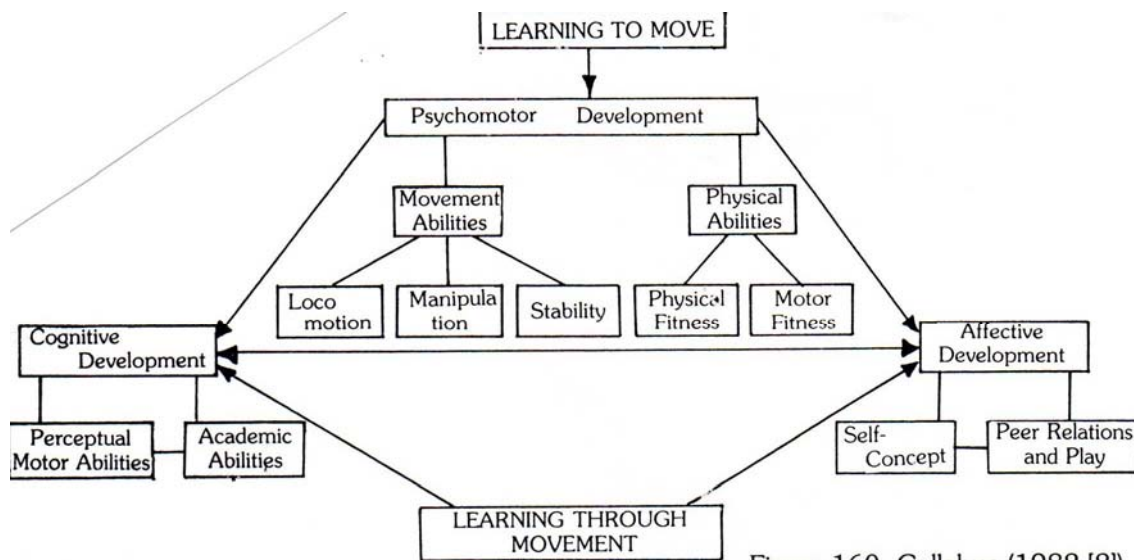 LEARNING TO MOVE
Psychomotor Development
Movement
Abilities
Physical
Abilities
Loco
motion
Manipula
tion
Stability
Physical
Fitness
Motor
Fitness
Cognitive
Development
Affective
Development
Perceptual
Motor Abilities
Academic
Abilities
Self-
Concept
Peer Relations
and Play
LEARNING THROUGH
MOVEMENT